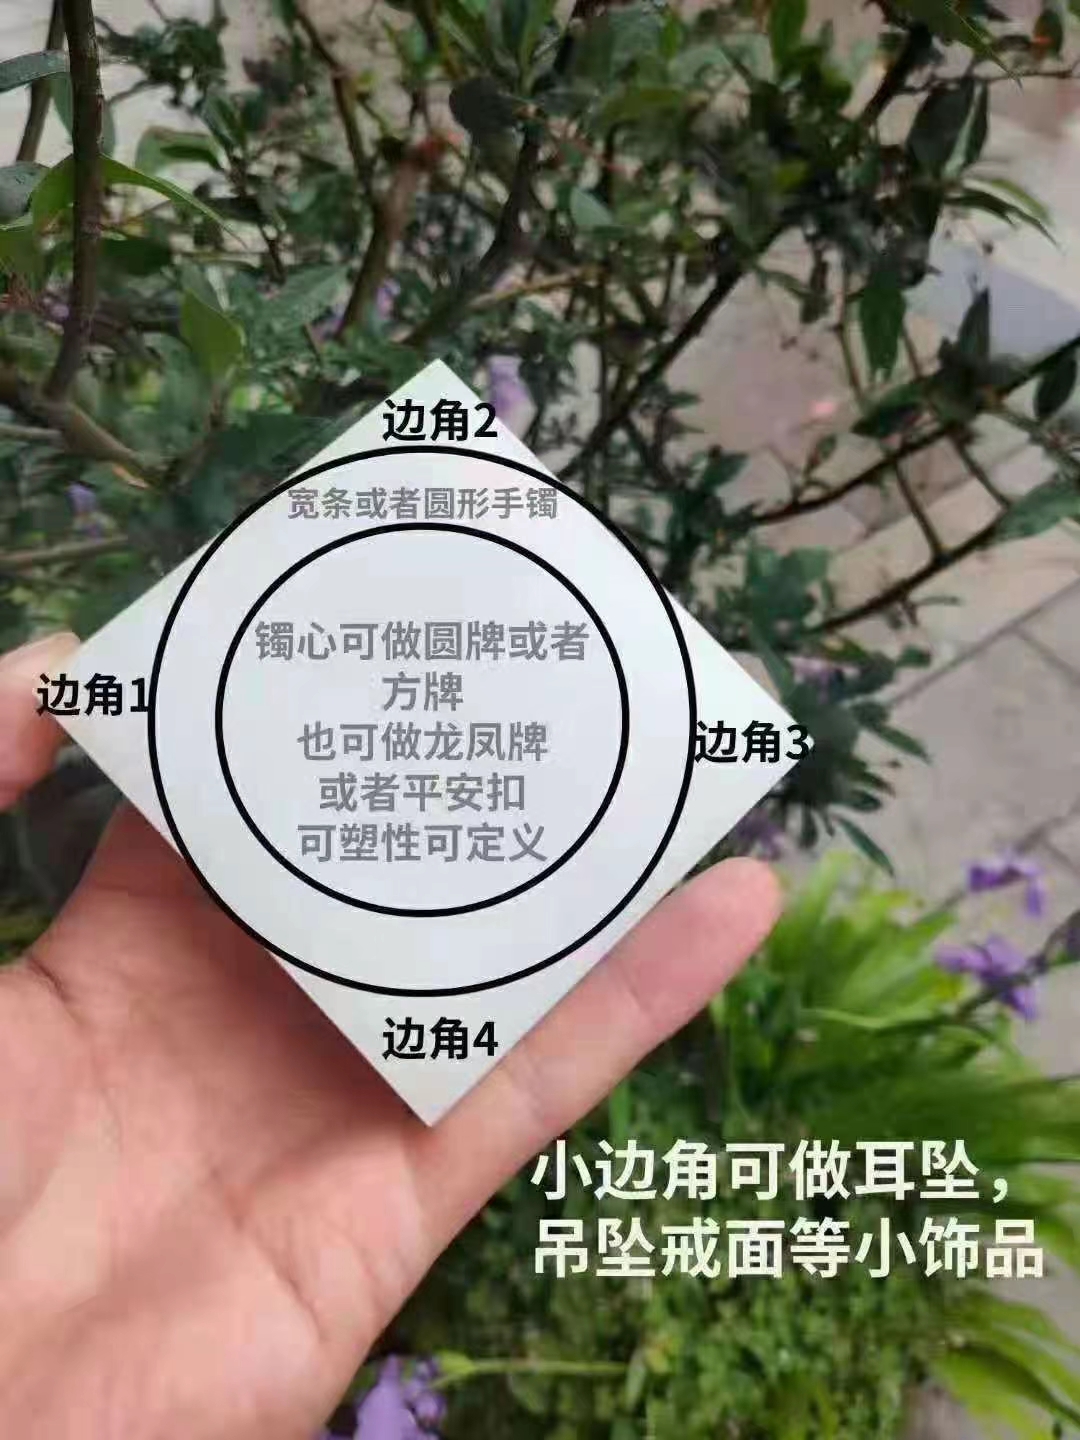 边角2
宽条或者圆形手镯
镯心可做圆牌或者
方牌
也可做龙凤牌
或者平安扣
可塑性可定义
边角1
边角3
边角4
小边角可做耳坠，
吊坠戒面等小饰品